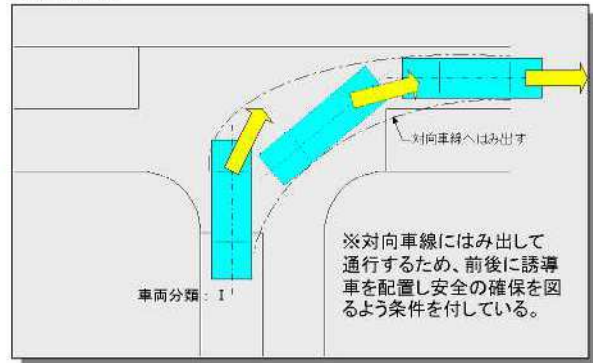 対向車線へはみ出す
※対向車線にはみ出して
通行するため、前後に誘導
車を配置し安全の確保を図
るよう条件を付している。
車両分類：Ｉ